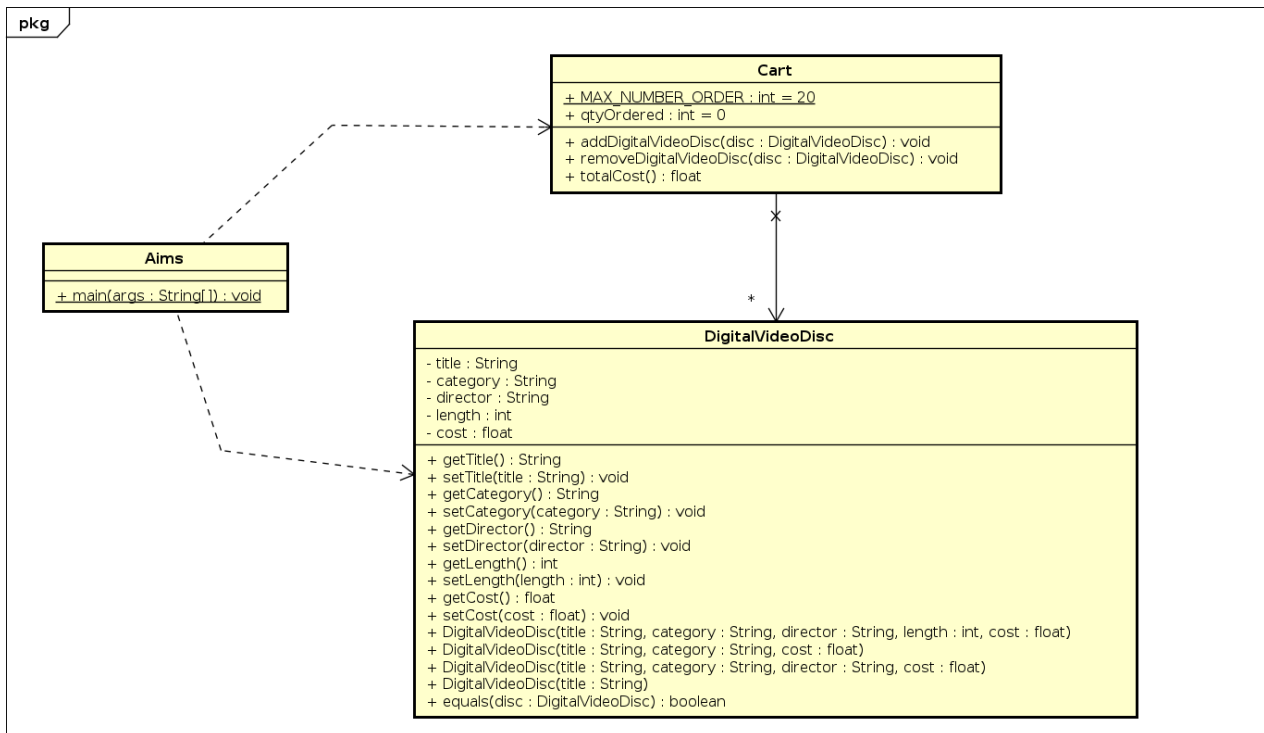 pkg
Cart
+ MAX_NUMBER_ORDER : int = 20
+ qtyOrdered : int = 0
+ addDigitalVideoDisc(disc : DigitalVideoDisc) : void
+ removeDigitalVideoDisc(disc : DigitalVideoDisc) : void
+ totalCost() : float
Aims
+ main(args : String[]) : void
*
DigitalVideoDisc
- title : String
- category : String
- director : String
- length : int
- cost : float
+ getTitle() : String
+ setTitle(title : String) : void
+ getCategory() : String
+ setCategory(category : String) : void
+ getDirector() : String
+ setDirector(director : String) : void
+ getLength() : int
+ setLength(length : int) : void
+ getCost() : float
+ setCost(cost : float) : void
+ DigitalVideoDisc(title : String, category : String, director : String, length : int, cost : float)
+ DigitalVideoDisc(title : String, category : String, cost : float)
+ DigitalVideoDisc(title : String, category : String, director : String, cost : float)
+ DigitalVideoDisc(title : String)
+ equals(disc : DigitalVideoDisc) : boolean